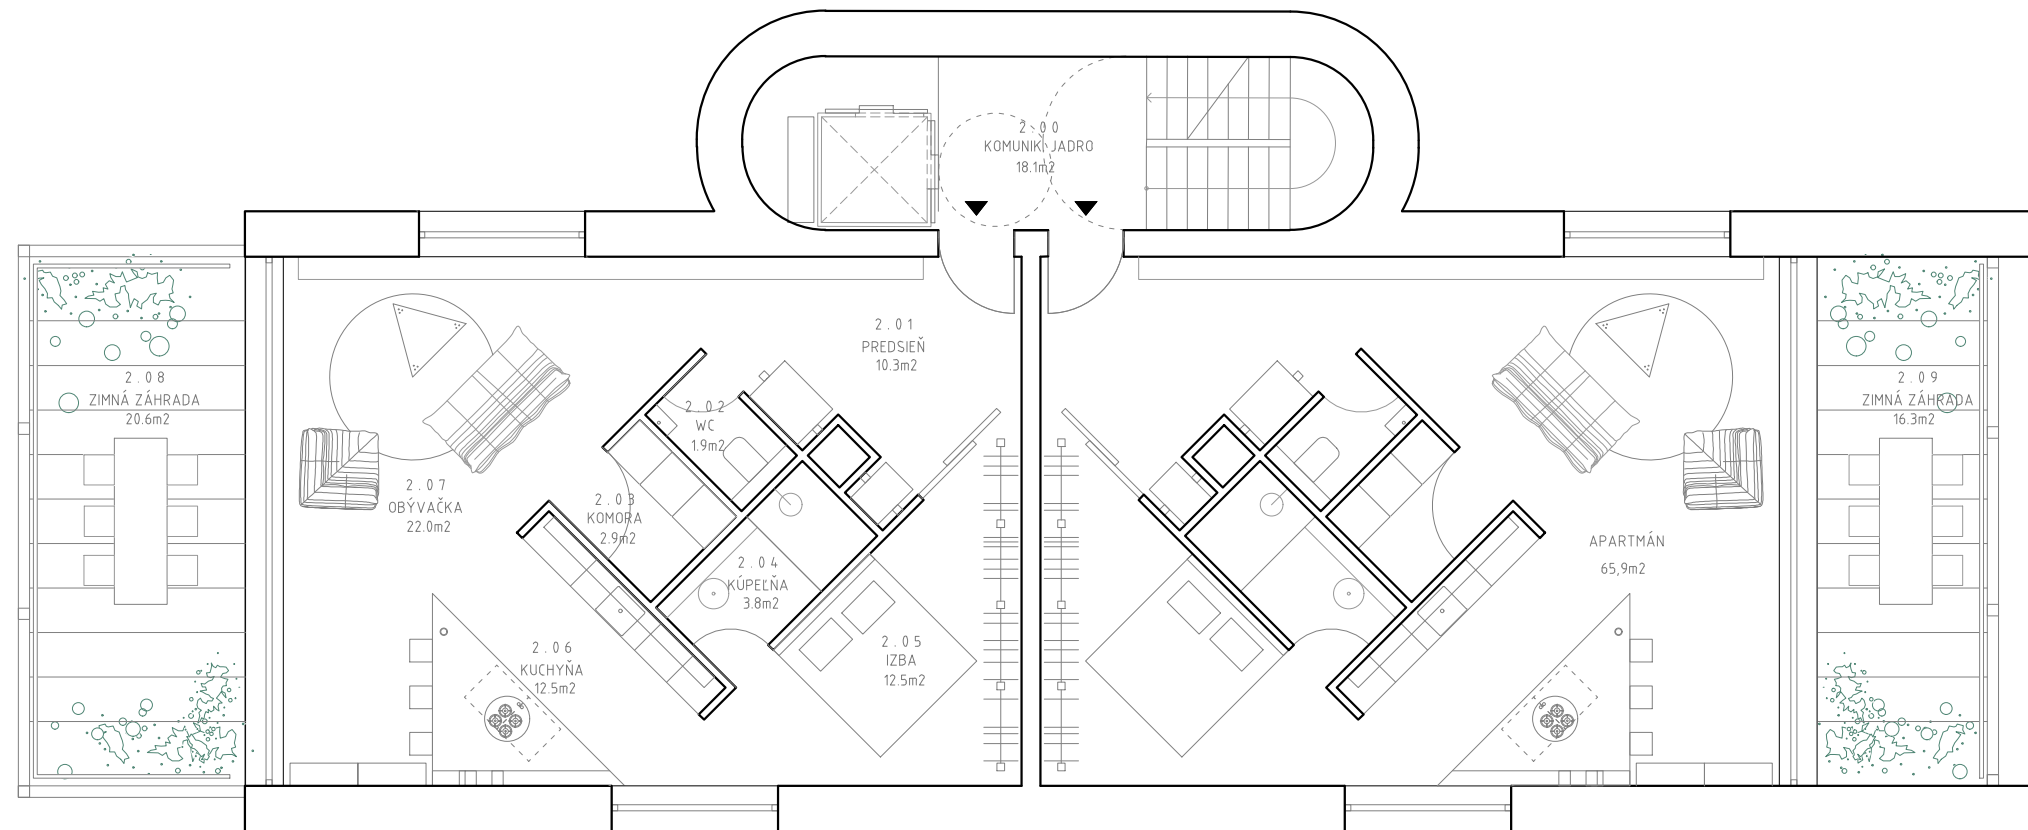 2.00
KOMUNIK. JADRO
18.1m2
2.01
PREDSIEŇ
10.3m2
2.02
WC
1.9m2
2.03
KOMORA
2.9m2
2.04
KÚPEĽŇA
3.8m2
2.05
IZBA
12.5m2
2.06
KUCHYŇA
12.5m2
2.07
OBÝVAČKA
22.0m2
2.08
ZIMNÁ ZÁHRADA
20.6m2
APARTMÁN
65,9m2
2.09
ZIMNÁ ZÁHRADA
16.3m2